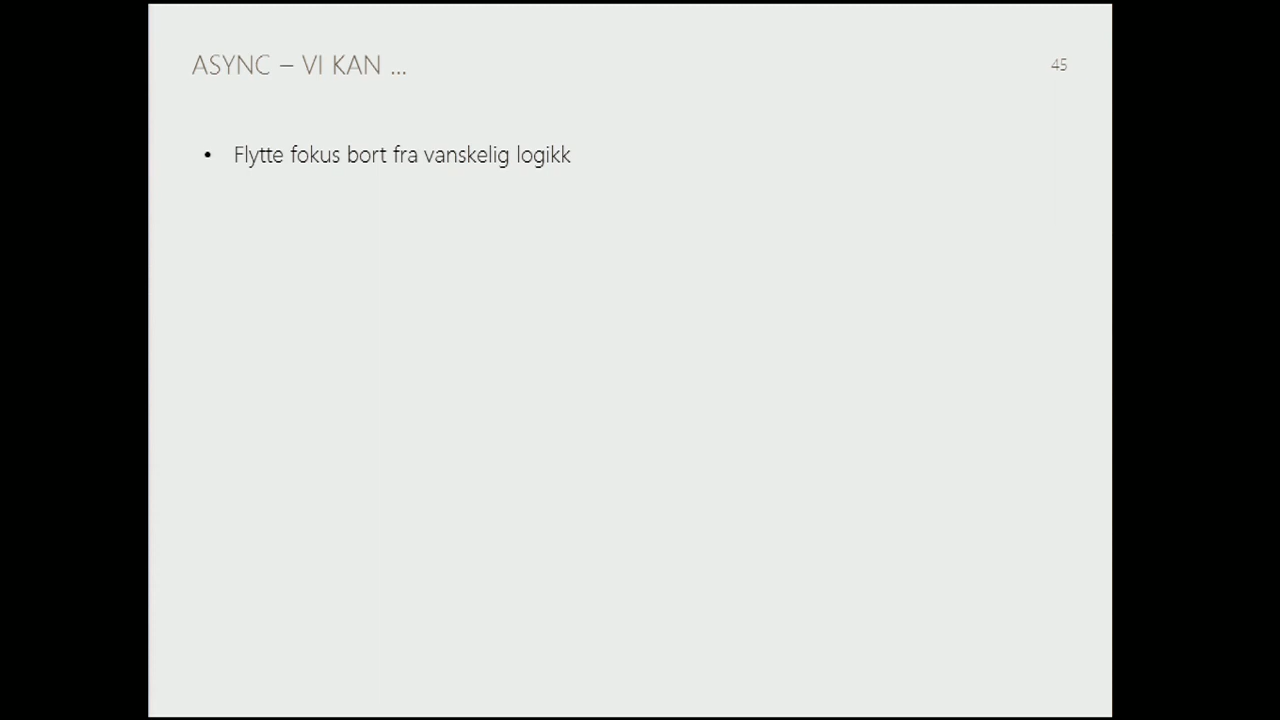 ASYNC – VI KAN ...
45
• Flytte fokus bort fra vanskelig logikk